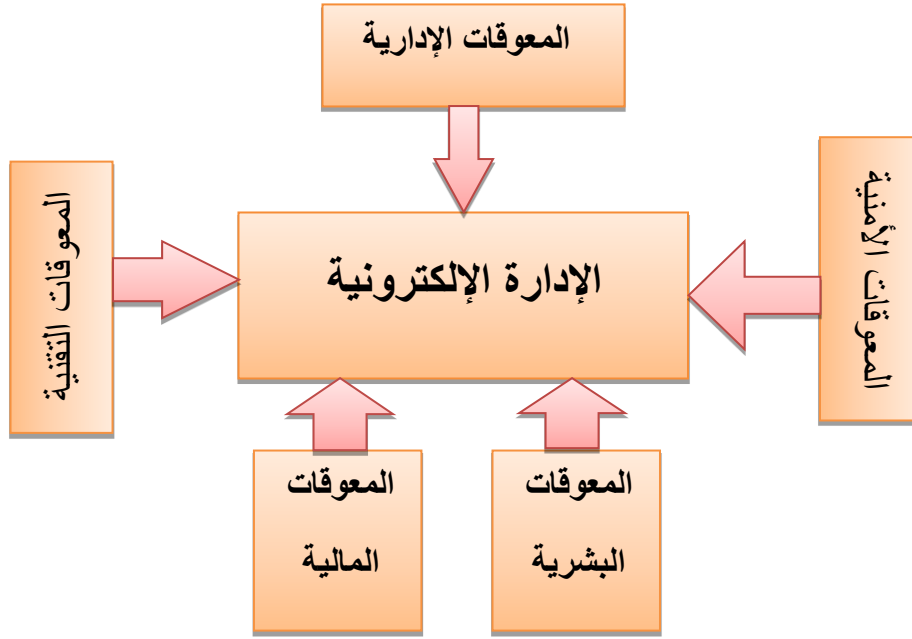 المعوقات الإدارية
المعوقات الأمنية
الإدارة الإلكترونية
المعوقات التقنية
المعوقات
البشرية
المعوقات
المالية